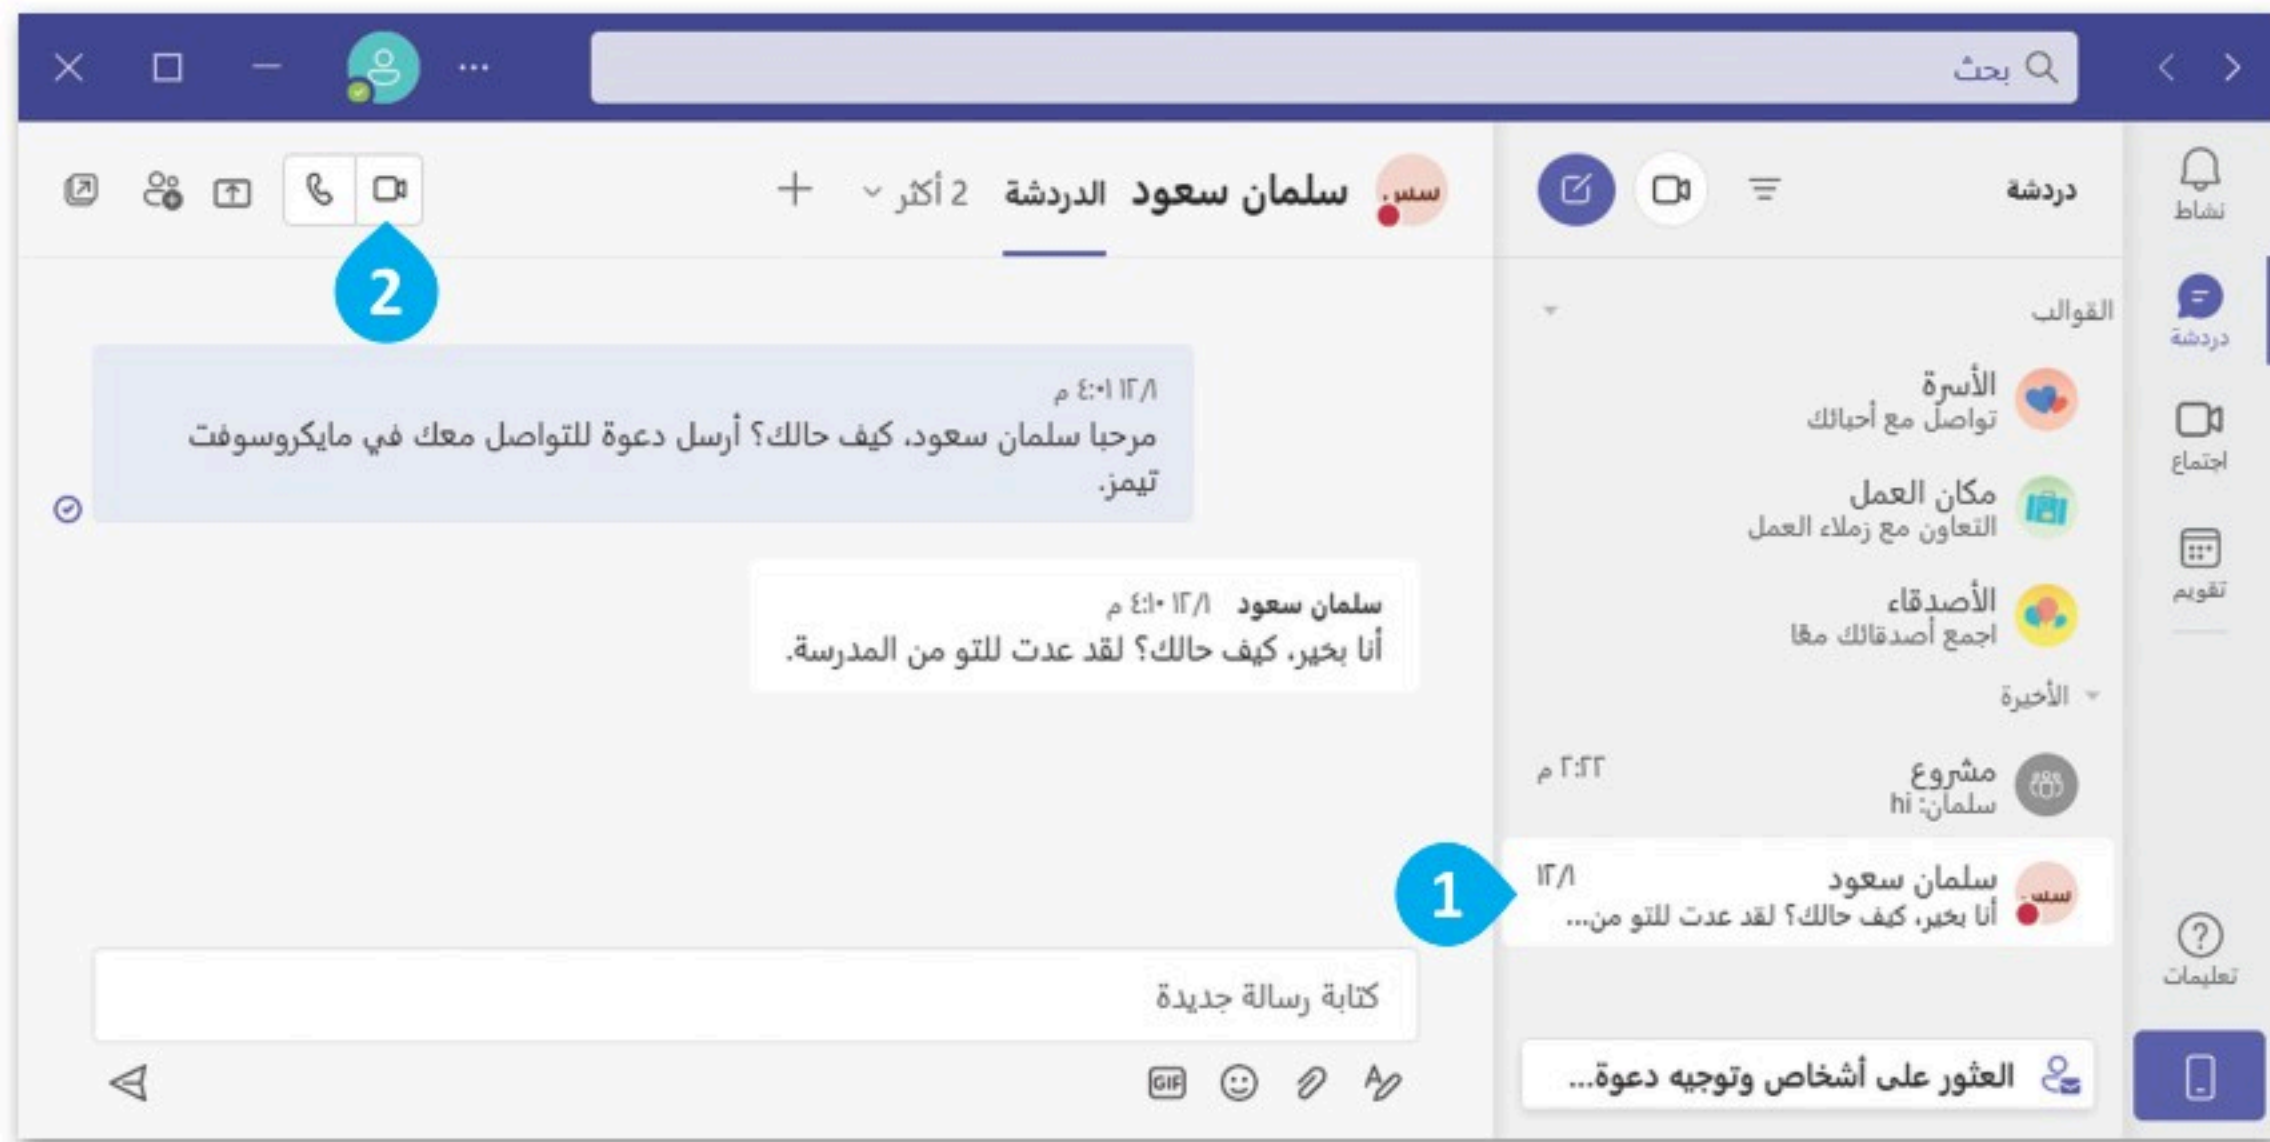 بحث
نشاط
دردشة
اجتماع
تقويم
تعليمات
دردشة
القوالب
الأسرة
تواصل مع أحبائك
مكان العمل
التعاون مع زملاء العمل
الأصدقاء
اجمع أصدقائك معًا
الأخيرة
مشروع ٢:٢٢ م
سلمان: hi
سلمان سعود ١٢/١
أنا بخير، كيف حالك؟ لقد عدت للتو من...
1
العثور على أشخاص وتوجيه دعوة...
سس. سلمان سعود الدردشة 2 أكثر
2
١٢/١ ٤:٠١ م
مرحبا سلمان سعود، كيف حالك؟ أرسل دعوة للتواصل معك في مايكروسوفت
تيمز.
سلمان سعود ١٢/١ ٤:١٠ م
أنا بخير، كيف حالك؟ لقد عدت للتو من المدرسة.
كتابة رسالة جديدة
GIF